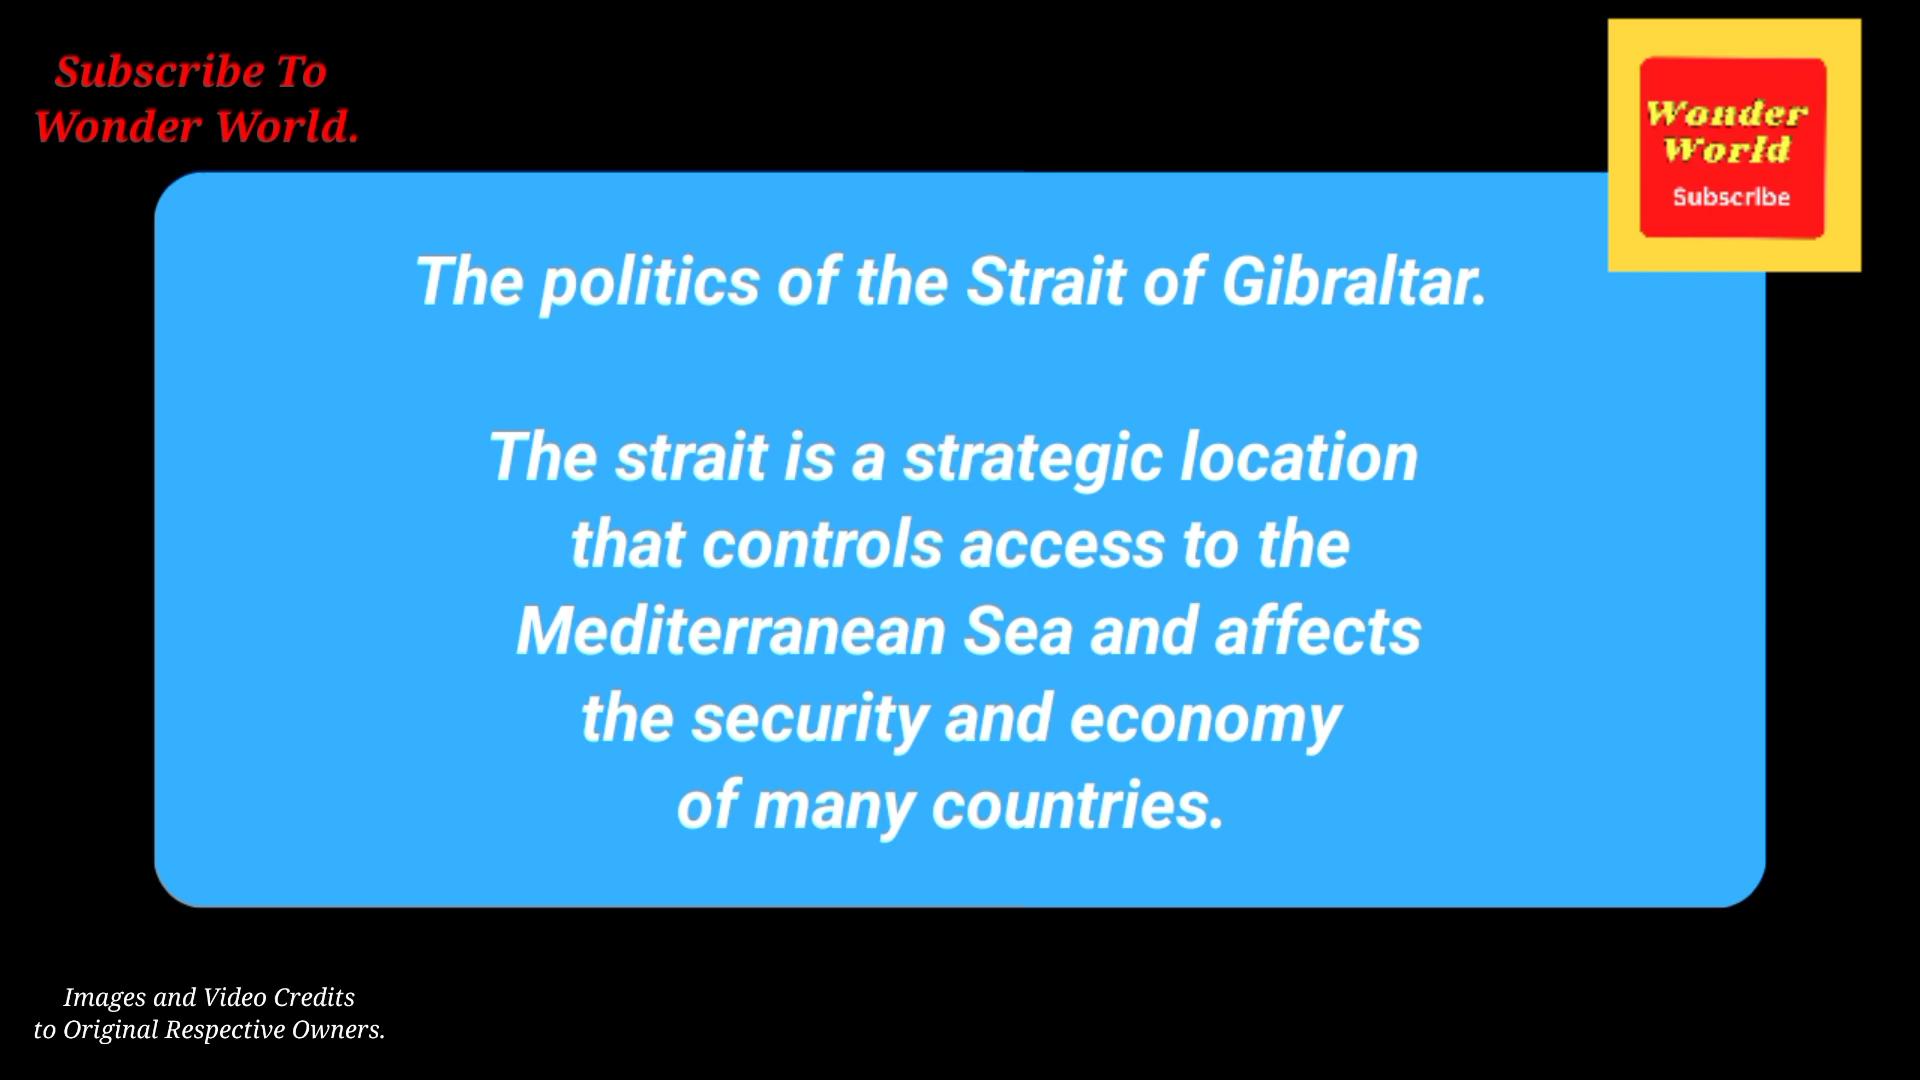 Subscribe To
Wonder World.
Wonder
World
Subscribe
The politics of the Strait of Gibraltar.
The strait is a strategic location
that controls access to the
Mediterranean Sea and affects
the security and economy
of many countries.
Images and Video Credits
to Original Respective Owners.